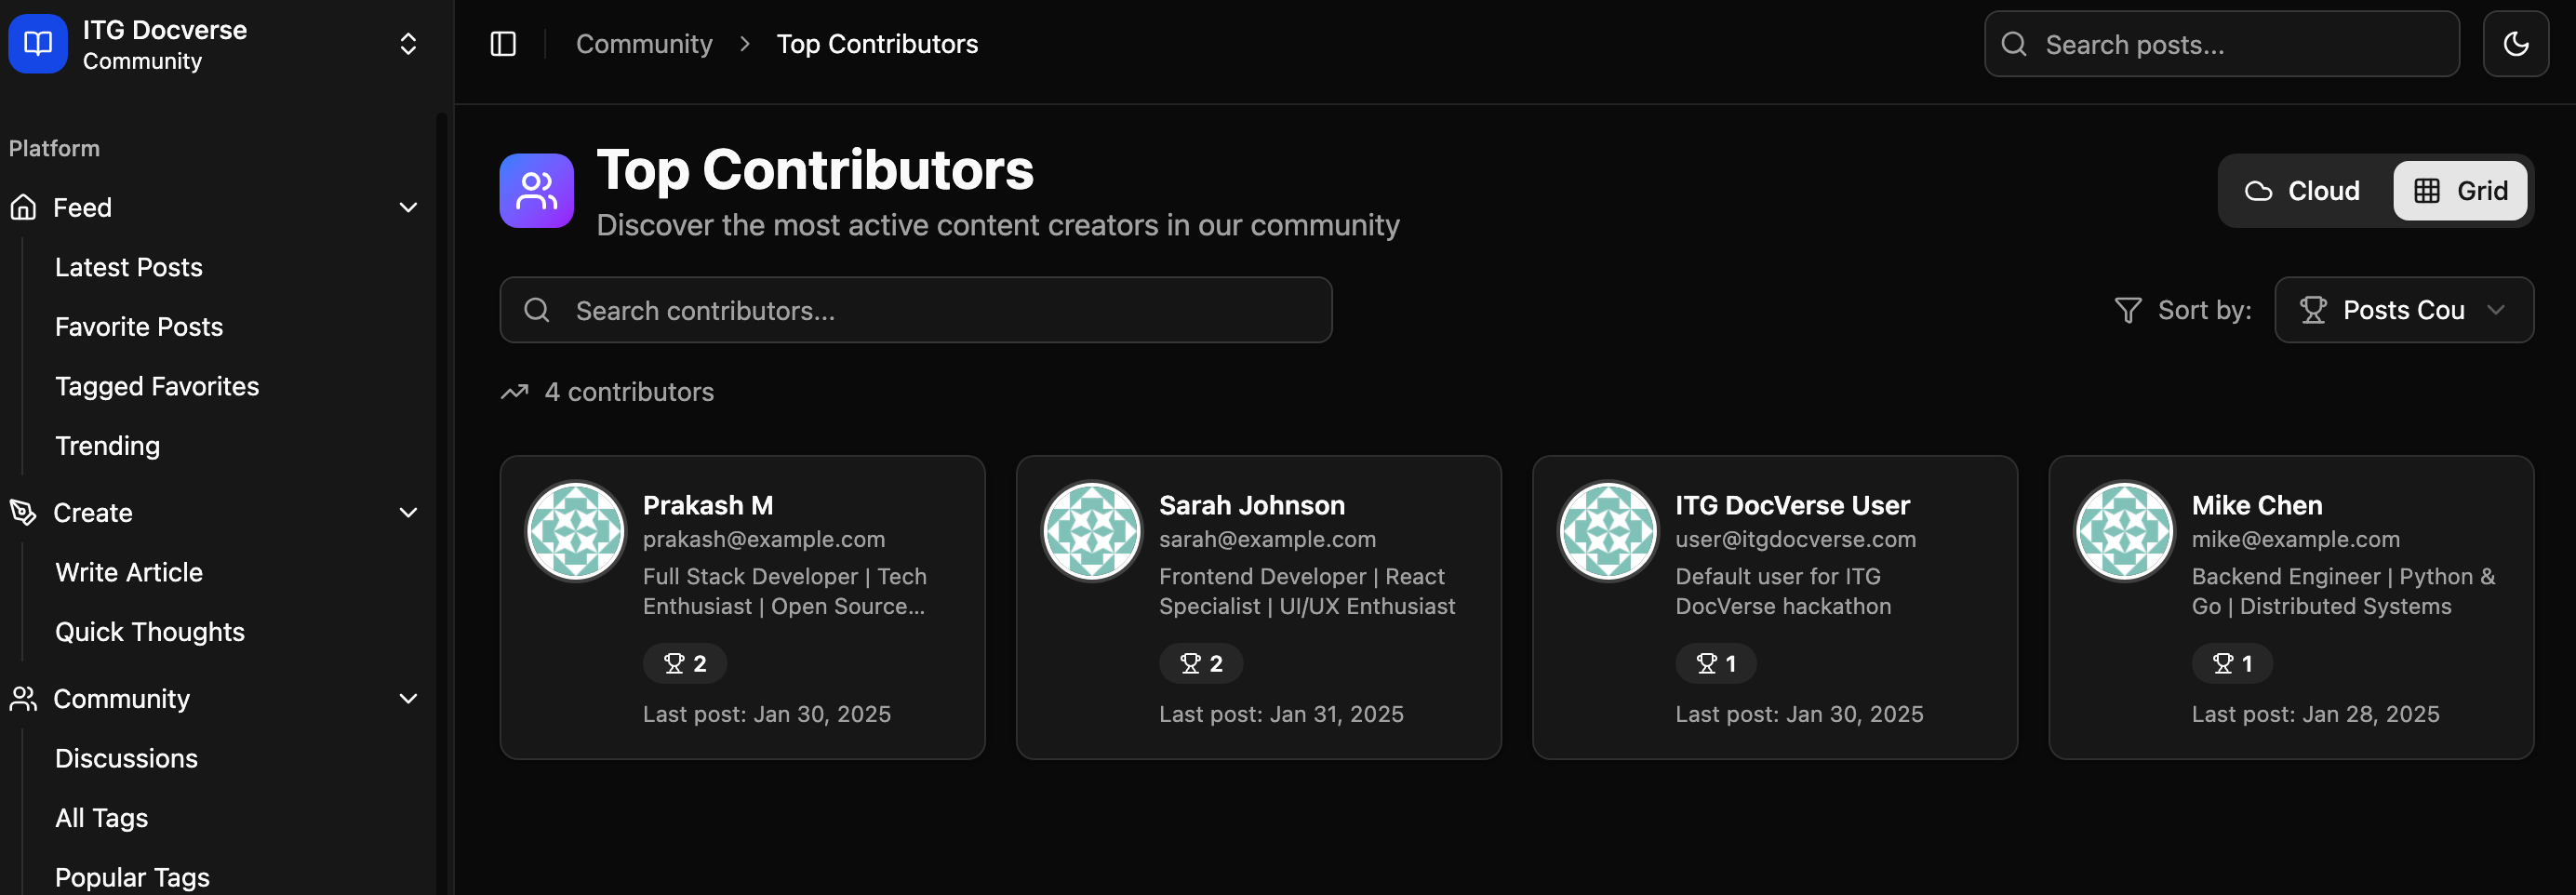 ITG Docverse
Community
Platform
Feed
Latest Posts
Favorite Posts
Tagged Favorites
Trending
Create
Write Article
Quick Thoughts
Community
Discussions
All Tags
Popular Tags
Community > Top Contributors
Search posts...
Top Contributors
Discover the most active content creators in our community
Cloud
Grid
Search contributors...
Sort by:
Posts Cou
4 contributors
Prakash M
prakash@example.com
Full Stack Developer | Tech
Enthusiast | Open Source...
2
Last post: Jan 30, 2025
Sarah Johnson
sarah@example.com
Frontend Developer | React
Specialist | UI/UX Enthusiast
2
Last post: Jan 31, 2025
ITG DocVerse User
user@itgdocverse.com
Default user for ITG
DocVerse hackathon
1
Last post: Jan 30, 2025
Mike Chen
mike@example.com
Backend Engineer | Python &
Go | Distributed Systems
1
Last post: Jan 28, 2025